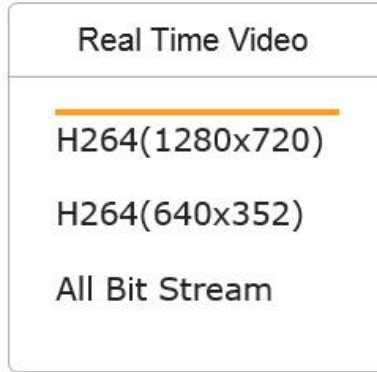 Real Time Video
H264(1280x720)
H264(640x352)
All Bit Stream